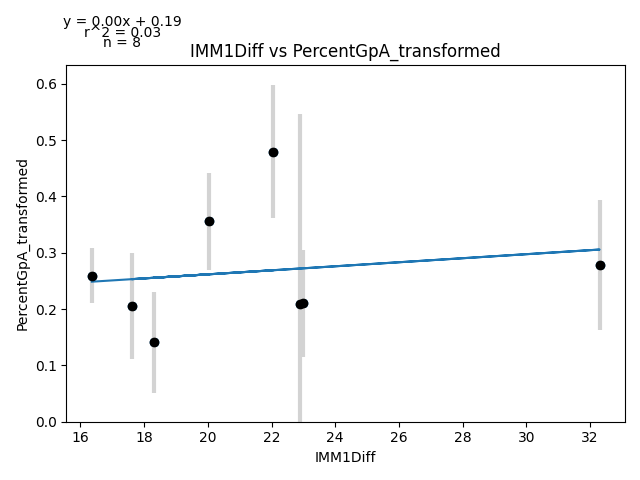 y = 0.00x + 0.19
r^2 = 0.03
n = 8
IMM1Diff vs PercentGpA_transformed
PercentGpA_transformed
0.6
0.5
0.4
0.3
0.2
0.1
0.0
16 18 20 22 24 26 28 30 32
IMM1Diff